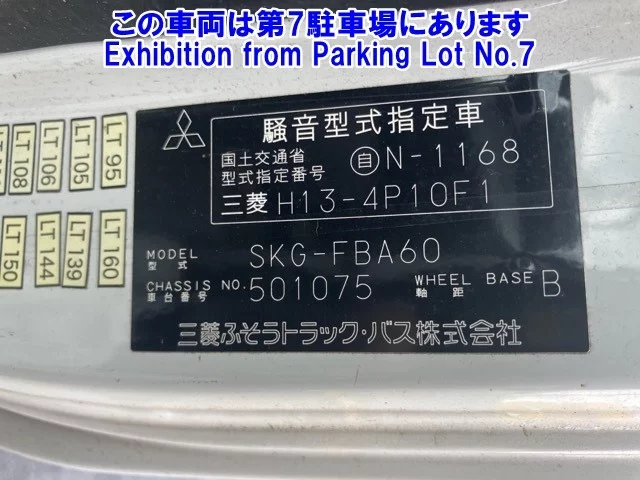 この車両は第7駐車場にあります
Exhibition from Parking Lot No.7
騒音型式指定車
国土交通省
型式指定番号
自N-1168
三菱 H13-4P10F1
MODEL
型式
SKG-FBA60
CHASSIS NO.
車台番号
501075
WHEEL BASE
軸距
B
三菱ふそうトラック・バス株式会社
LT 108
LT 106
LT 105
LT 95
LT 150
LT 144
LT 139
LT 160